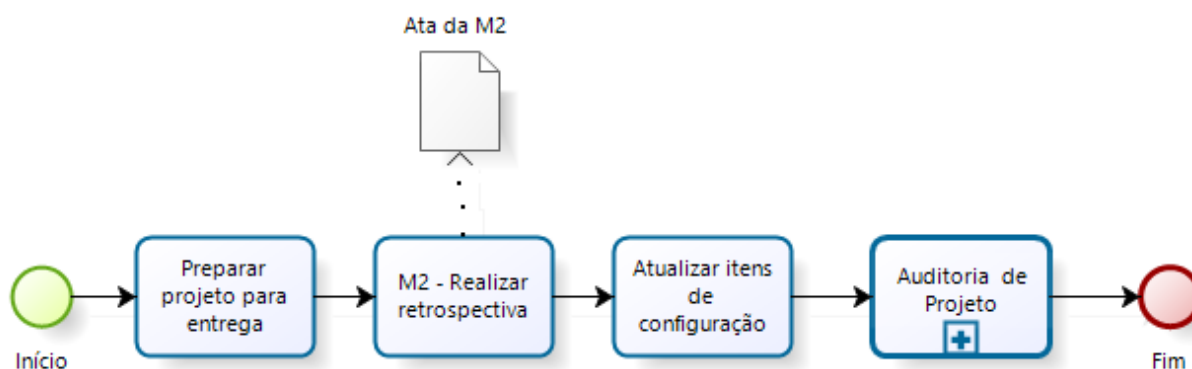 Ata da M2
Preparar
projeto para
entrega
M2 - Realizar
retrospectiva
Atualizar itens
de
configuração
Auditoria de
Projeto
Início
Fim